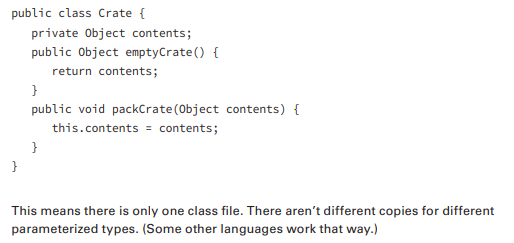 public class Crate {
   private Object contents;
   public Object emptyCrate() {
      return contents;
   }
   public void packCrate(Object contents) {
      this.contents = contents;
   }
}
This means there is only one class file. There aren’t different copies for different
parameterized types. (Some other languages work that way.)